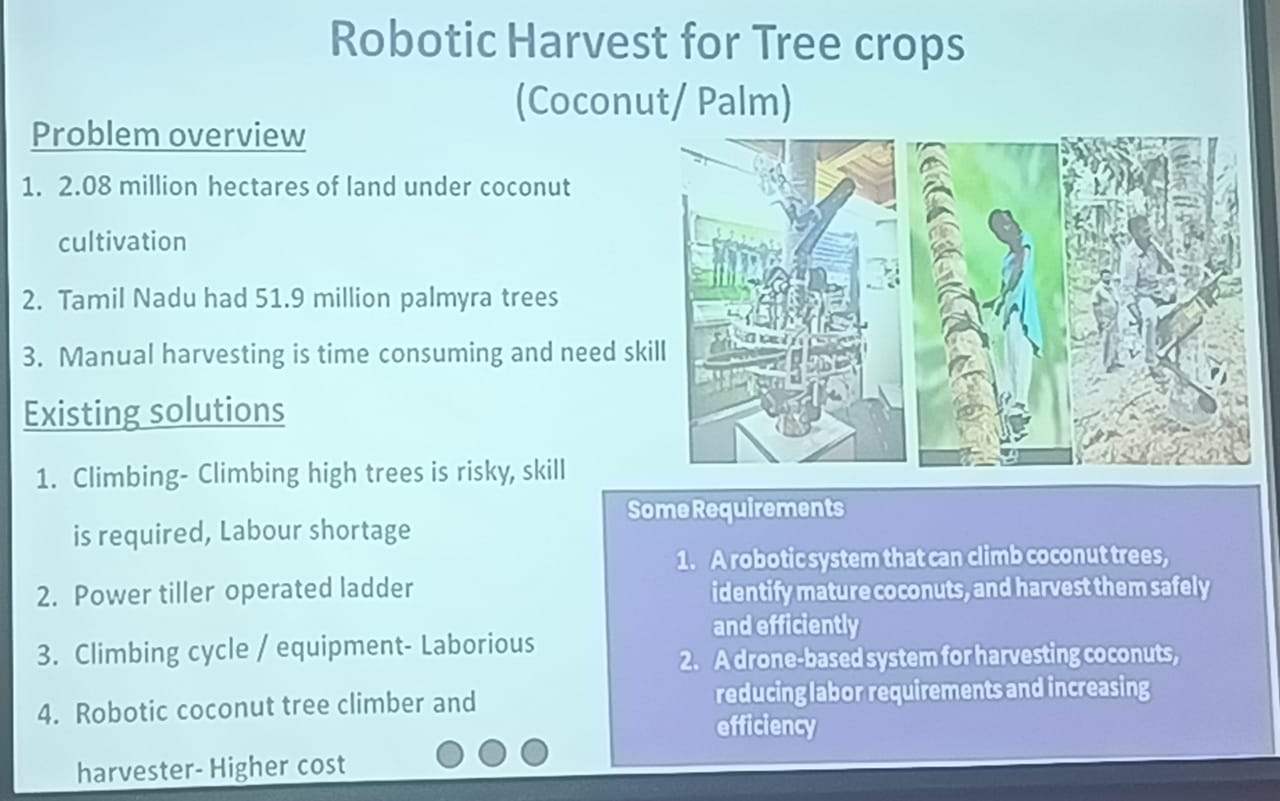 Robotic Harvest for Tree crops
(Coconut/ Palm)
Problem overview
1. 2.08 million hectares of land under coconut
cultivation
2. Tamil Nadu had 51.9 million palmyra trees
3. Manual harvesting is time consuming and need skill
Existing solutions
1. Climbing- Climbing high trees is risky, skill
is required, Labour shortage
2. Power tiller operated ladder
3. Climbing cycle / equipment- Laborious
4. Robotic coconut tree climber and
harvester- Higher cost
Some Requirements
1. A robotic system that can climb coconut trees,
identify mature coconuts, and harvest them safely
and efficiently
2. A drone-based system for harvesting coconuts,
reducing labor requirements and increasing
efficiency